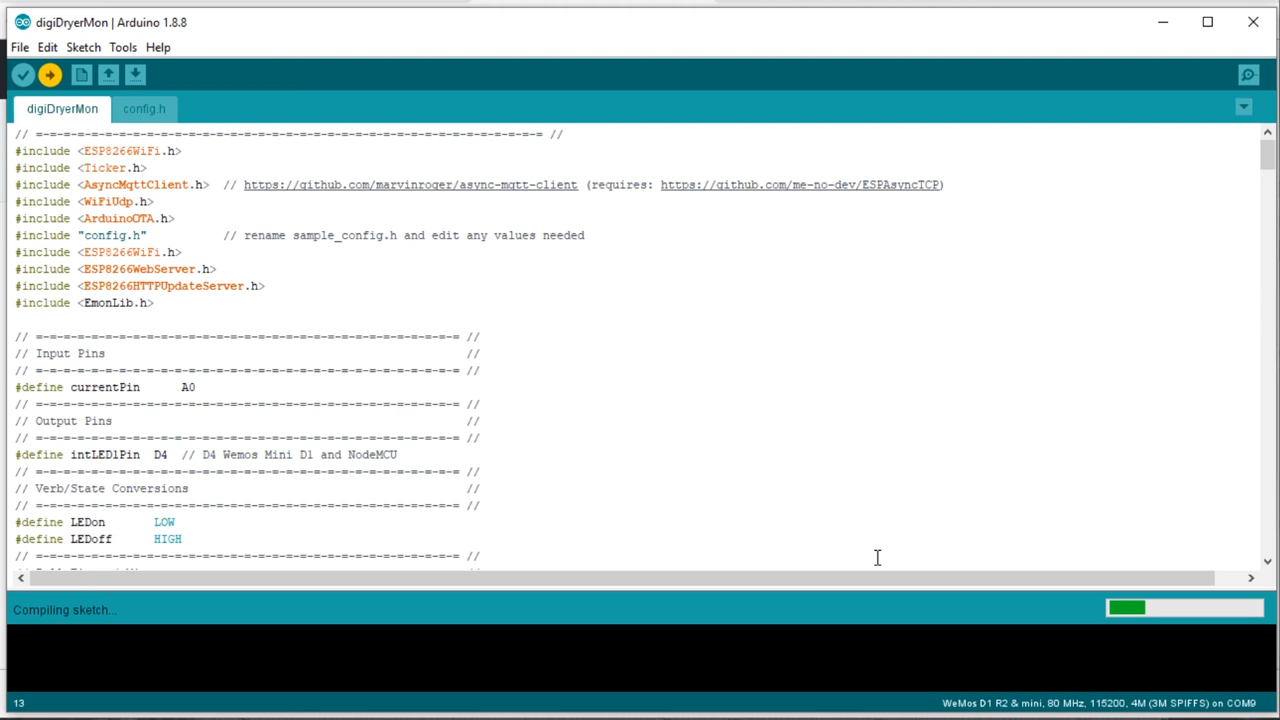 digiDryerMon | Arduino 1.8.8
File Edit Sketch Tools Help
digiDryerMon config.h
// =-=-=-=-=-=-=-=-=-=-=-=-=-=-=-=-=-=-=-=-=-=-=-=-=-=-=-=-=-=-=-=-=-=-=-= //
#include <ESP8266WiFi.h>
#include <Ticker.h>
#include <AsyncMqttClient.h> // https://github.com/marvinroger/async-mqtt-client (requires: https://github.com/me-no-dev/ESPAsyncTCP)
#include <WiFiUdp.h>
#include <ArduinoOTA.h>
#include "config.h" // rename sample_config.h and edit any values needed
#include <ESP8266WiFi.h>
#include <ESP8266WebServer.h>
#include <ESP8266HTTPUpdateServer.h>
#include <EmonLib.h>
// =-=-=-=-=-=-=-=-=-=-=-=-=-=-=-=-=-=-=-=-=-=-=-=-=-=-=-=-=-= //
// Input Pins //
// =-=-=-=-=-=-=-=-=-=-=-=-=-=-=-=-=-=-=-=-=-=-=-=-=-=-=-=-=-= //
#define currentPin A0
// =-=-=-=-=-=-=-=-=-=-=-=-=-=-=-=-=-=-=-=-=-=-=-=-=-=-=-=-=-= //
// Output Pins //
// =-=-=-=-=-=-=-=-=-=-=-=-=-=-=-=-=-=-=-=-=-=-=-=-=-=-=-=-=-= //
#define intLED1Pin D4 // D4 Wemos Mini D1 and NodeMCU
// =-=-=-=-=-=-=-=-=-=-=-=-=-=-=-=-=-=-=-=-=-=-=-=-=-=-=-=-=-= //
// Verb/State Conversions //
// =-=-=-=-=-=-=-=-=-=-=-=-=-=-=-=-=-=-=-=-=-=-=-=-=-=-=-=-=-= //
#define LEDon LOW
#define LEDoff HIGH
// =-=-=-=-=-=-=-=-=-=-=-=-=-=-=-=-=-=-=-=-=-=-=-=-=-=-=-=-=-= //
Compiling sketch...
13 WeMos D1 R2 & mini, 80 MHz, 115200, 4M (3M SPIFFS) on COM9